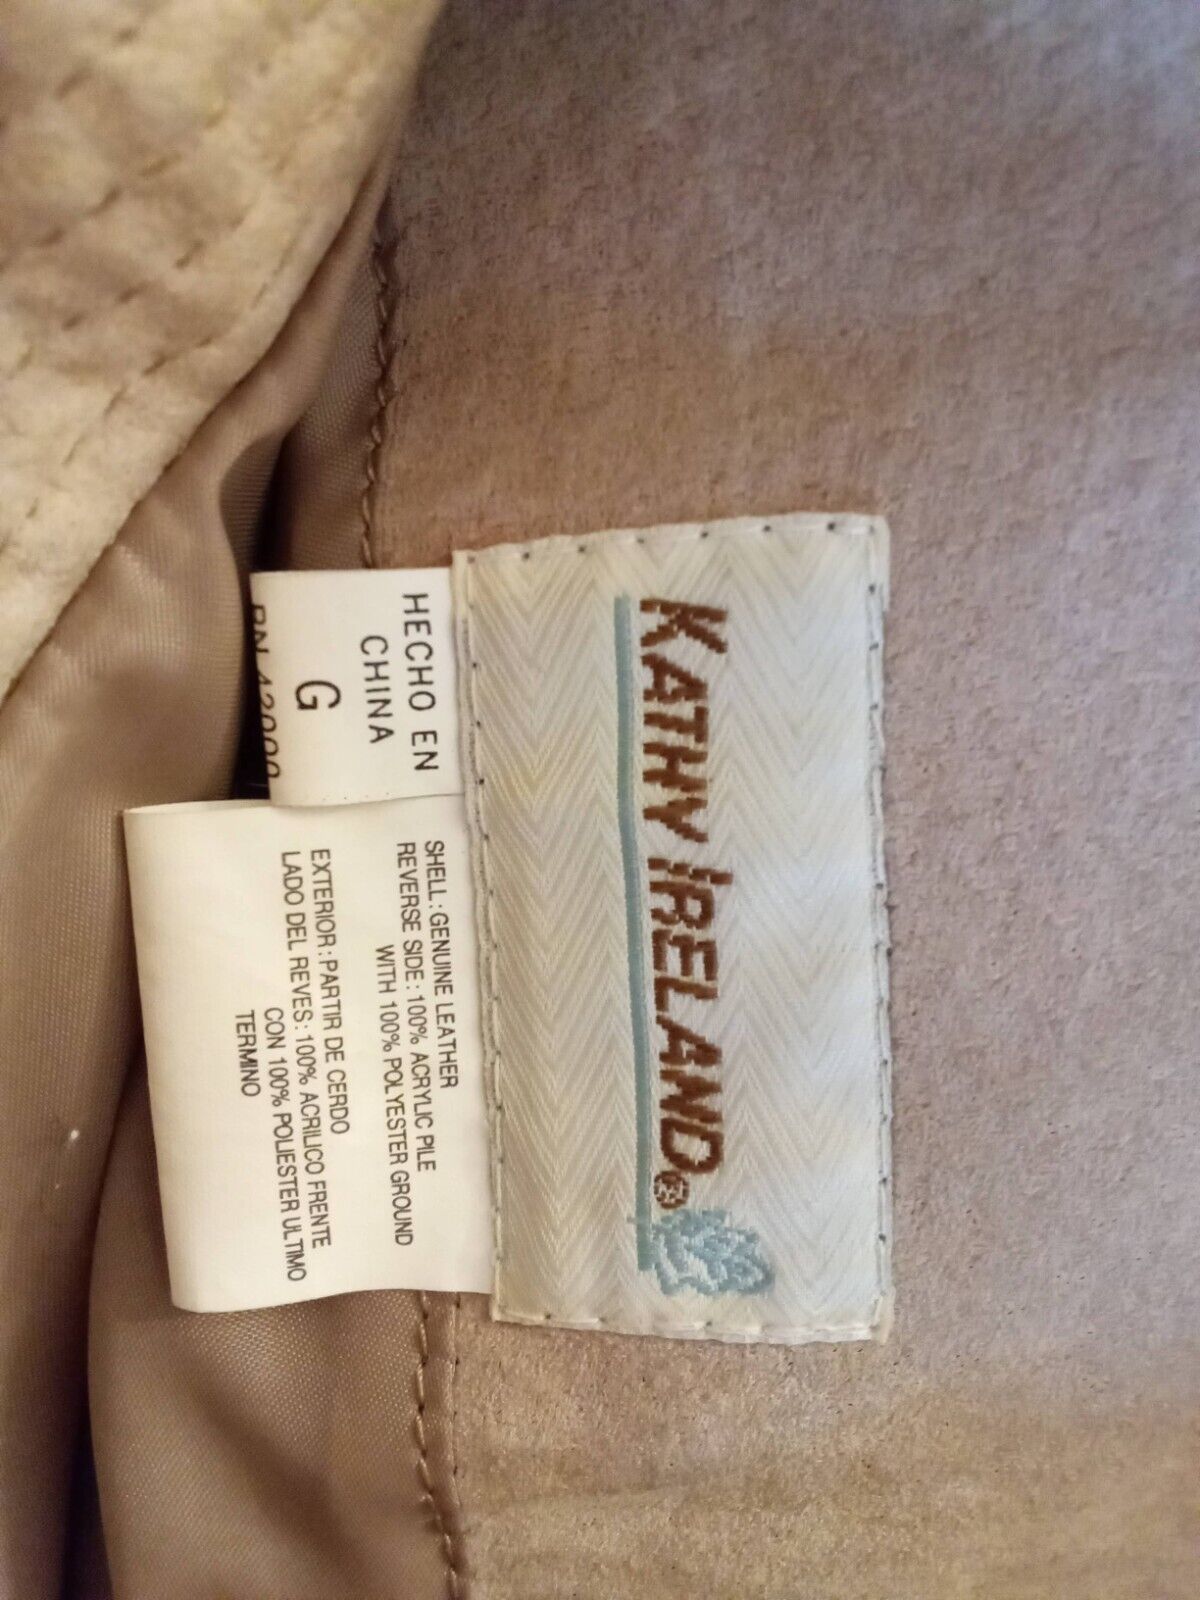 KATHY IRELAND®
HECHO EN
CHINA
G
SHELL: GENUINE LEATHER
REVERSE SIDE: 100% ACRYLIC PILE
WITH 100% POLYESTER GROUND
EXTERIOR: PARTIR DE CERDO
LADO DEL REVES: 100% ACRILICO FRENTE
CON 100% POLIESTER ULTIMO
TERMINO